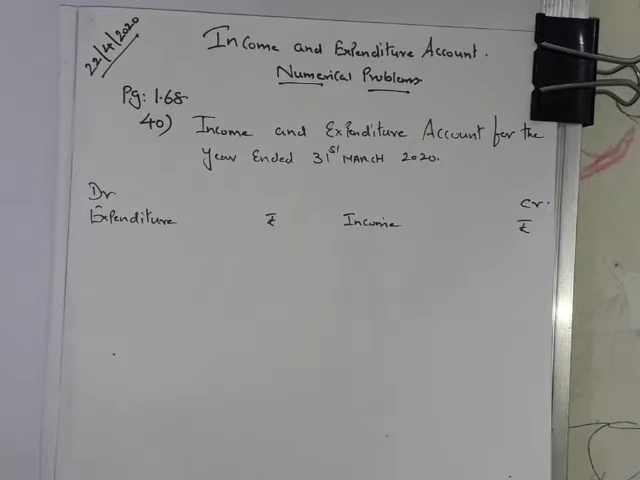 22/4/2020
Income and Expenditure Account.
Numerical Problems
Pg: 1.68
40) Income and Expenditure Account for the
Year Ended 31st MARCH 2020.
Dr.
Cr.
Expenditure ₹ Income ₹